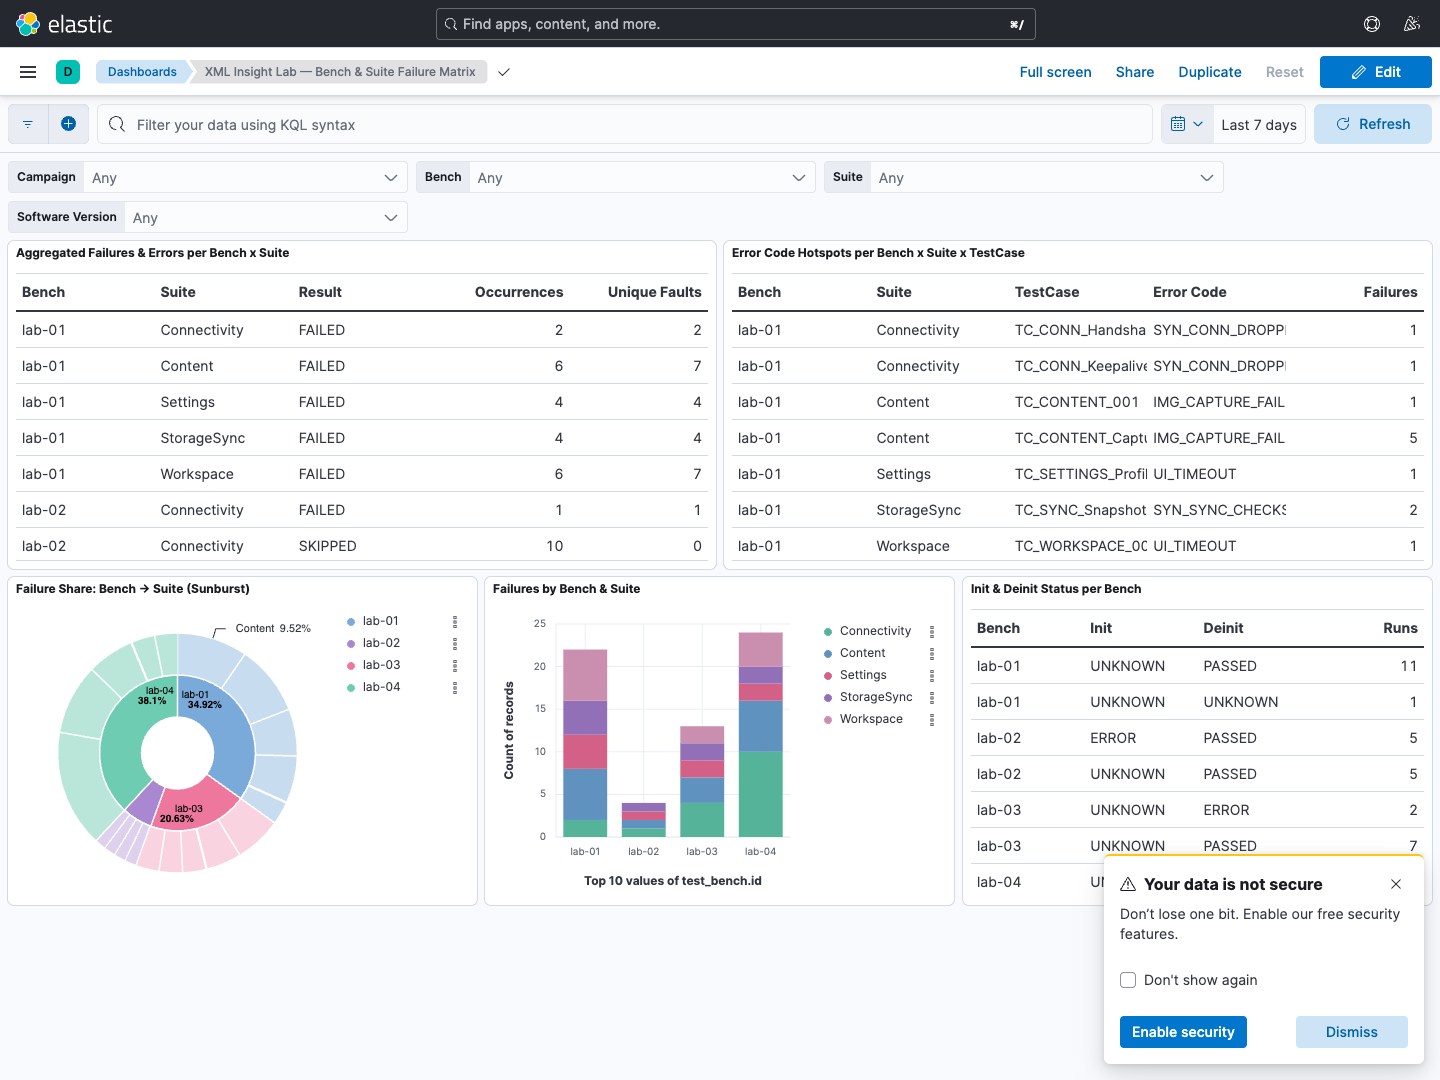 elastic
Find apps, content, and more.
⌘/
D
Dashboards
XML Insight Lab — Bench & Suite Failure Matrix
Full screen
Share
Duplicate
Reset
Edit
Filter your data using KQL syntax
Last 7 days
Refresh
Campaign Any
Bench Any
Suite Any
Software Version Any
Aggregated Failures & Errors per Bench x Suite
Bench Suite Result Occurrences Unique Faults
lab-01 Connectivity FAILED 2 2
lab-01 Content FAILED 6 7
lab-01 Settings FAILED 4 4
lab-01 StorageSync FAILED 4 4
lab-01 Workspace FAILED 6 7
lab-02 Connectivity FAILED 1 1
lab-02 Connectivity SKIPPED 10 0
Error Code Hotspots per Bench x Suite x TestCase
Bench Suite TestCase Error Code Failures
lab-01 Connectivity TC_CONN_Handsha SYN_CONN_DROPP 1
lab-01 Connectivity TC_CONN_Keepalive SYN_CONN_DROPP 1
lab-01 Content TC_CONTENT_001 IMG_CAPTURE_FAIL 1
lab-01 Content TC_CONTENT_Captu IMG_CAPTURE_FAIL 5
lab-01 Settings TC_SETTINGS_Profil UI_TIMEOUT 1
lab-01 StorageSync TC_SYNC_Snapshot SYN_SYNC_CHECKS 2
lab-01 Workspace TC_WORKSPACE_00 UI_TIMEOUT 1
Failure Share: Bench → Suite (Sunburst)
Content 9.52%
lab-04
38.1%
lab-01
34.92%
lab-03
20.63%
lab-01
lab-02
lab-03
lab-04
Failures by Bench & Suite
Count of records
25
20
15
10
5
0
lab-01 lab-02 lab-03 lab-04
Top 10 values of test_bench.id
Connectivity
Content
Settings
StorageSync
Workspace
Init & Deinit Status per Bench
Bench Init Deinit Runs
lab-01 UNKNOWN PASSED 11
lab-01 UNKNOWN UNKNOWN 1
lab-02 ERROR PASSED 5
lab-02 UNKNOWN PASSED 5
lab-03 UNKNOWN ERROR 2
lab-03 UNKNOWN PASSED 7
lab-04
Your data is not secure
Don't lose one bit. Enable our free security
features.
Don't show again
Enable security
Dismiss